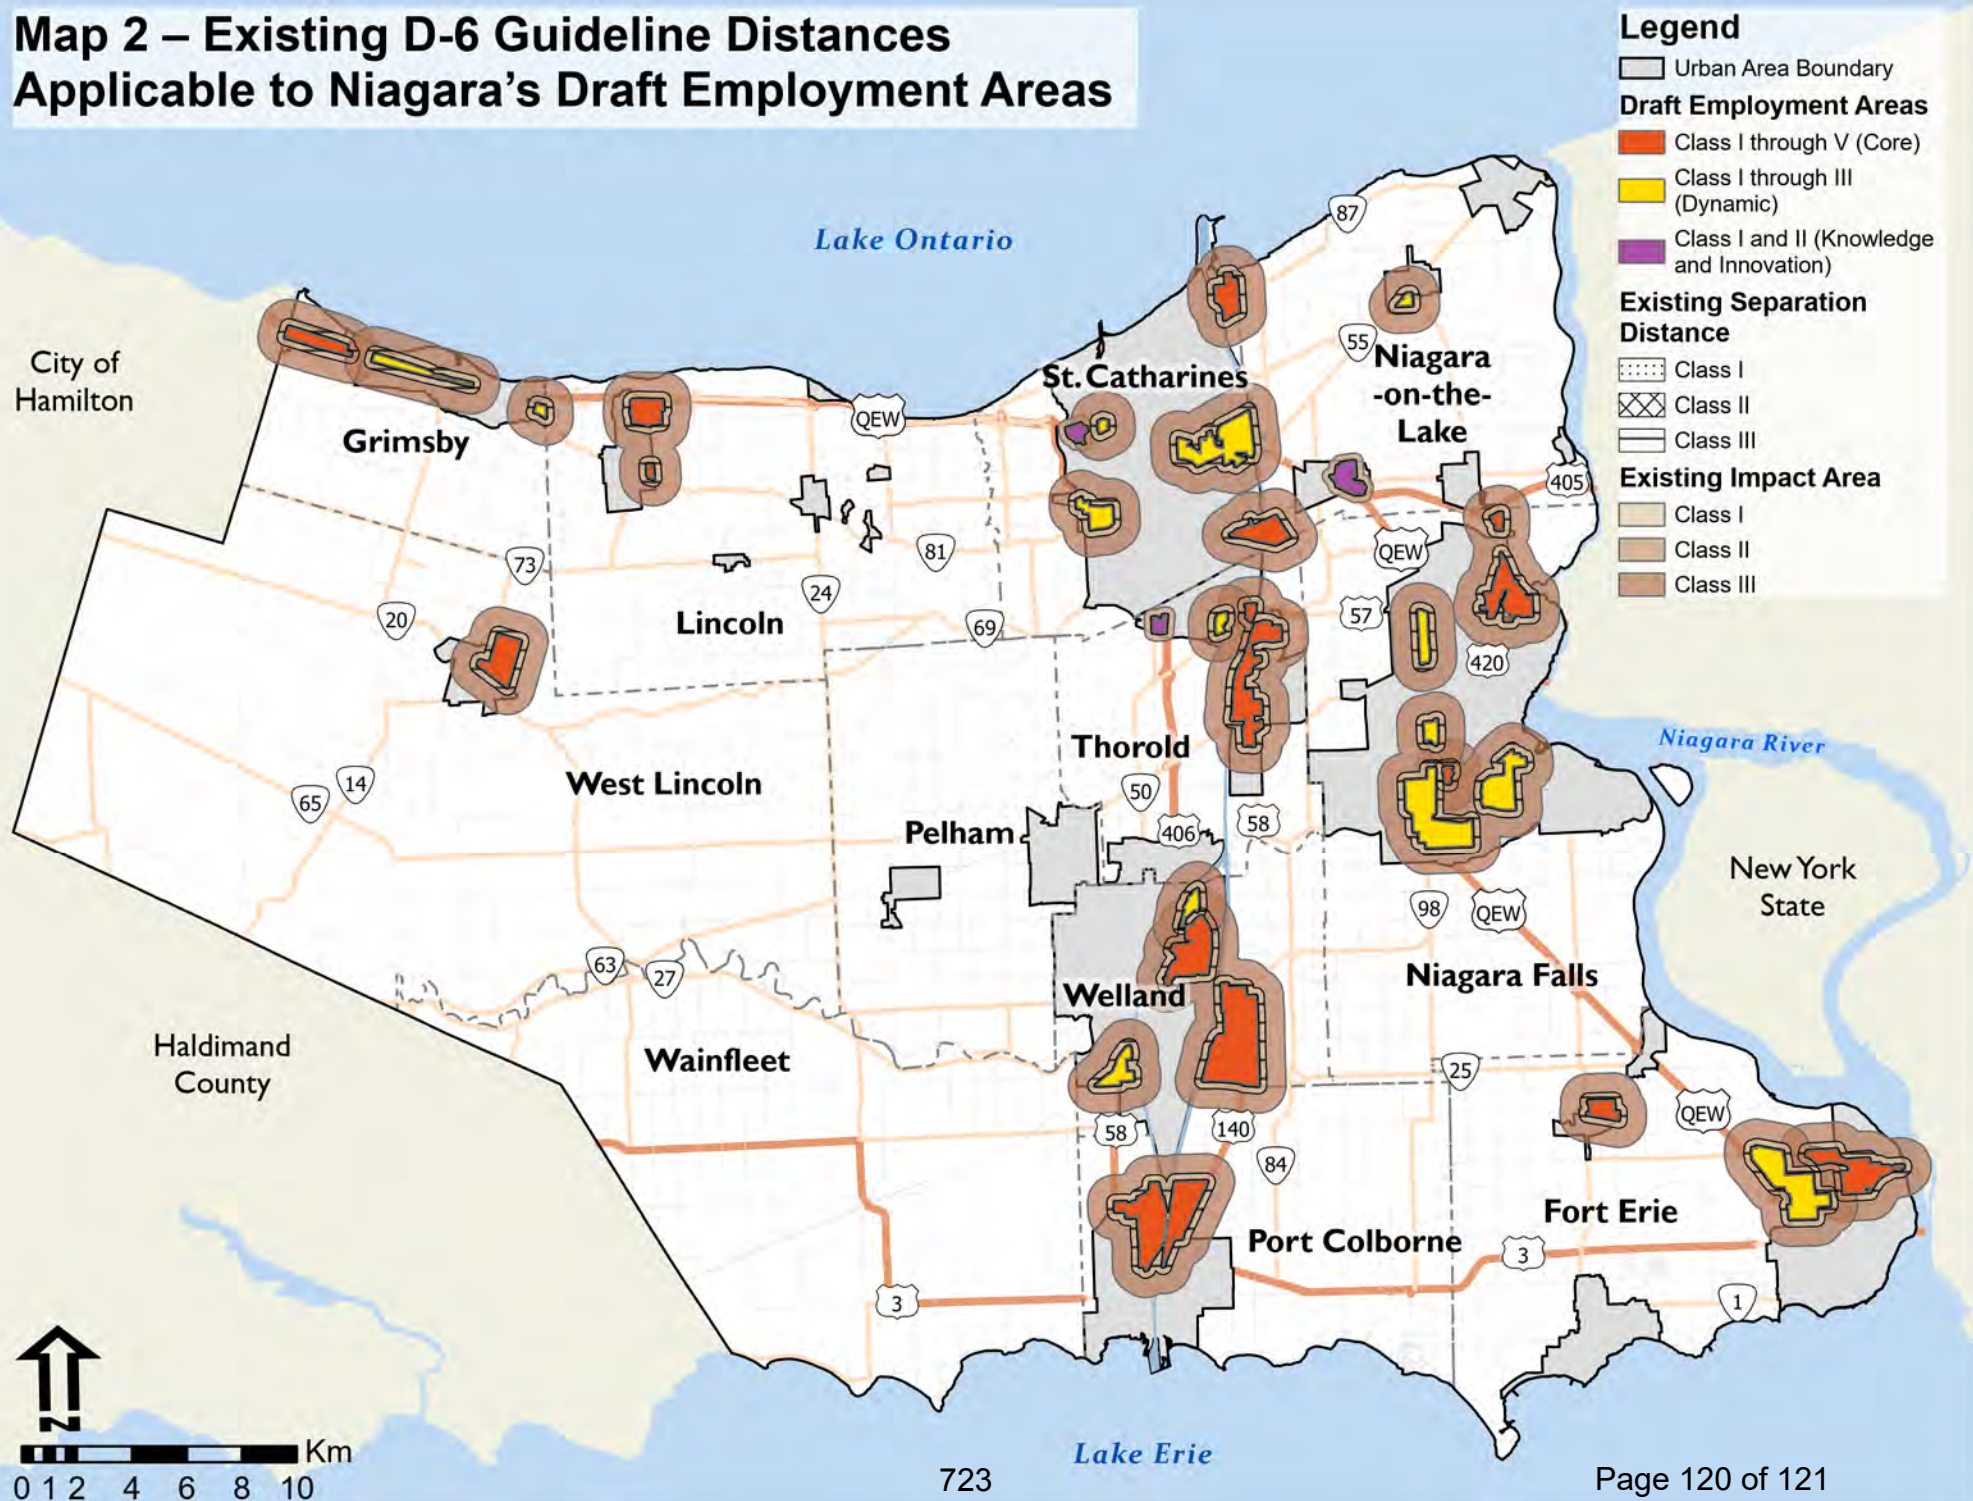 Map 2 – Existing D-6 Guideline Distances
Applicable to Niagara's Draft Employment Areas
Legend
Urban Area Boundary
Draft Employment Areas
Class I through V (Core)
Class I through III
(Dynamic)
Class I and II (Knowledge
and Innovation)
Existing Separation
Distance
Class I
Class II
Class III
Existing Impact Area
Class I
Class II
Class III
Lake Ontario
87
55
City of
Hamilton
Grimsby
QEW
St. Catharines
Niagara
-on-the-
Lake
405
QEW
73
81
20
24
Lincoln
69
57
420
Thorold
Niagara River
West Lincoln
14
65
50
406
58
Pelham
New York
State
98
QEW
63
27
Niagara Falls
Welland
Haldimand
County
Wainfleet
25
QEW
58
140
84
Fort Erie
Port Colborne
3
3
1
N
Km
0 1 2 4 6 8 10
Lake Erie
723
Page 120 of 121